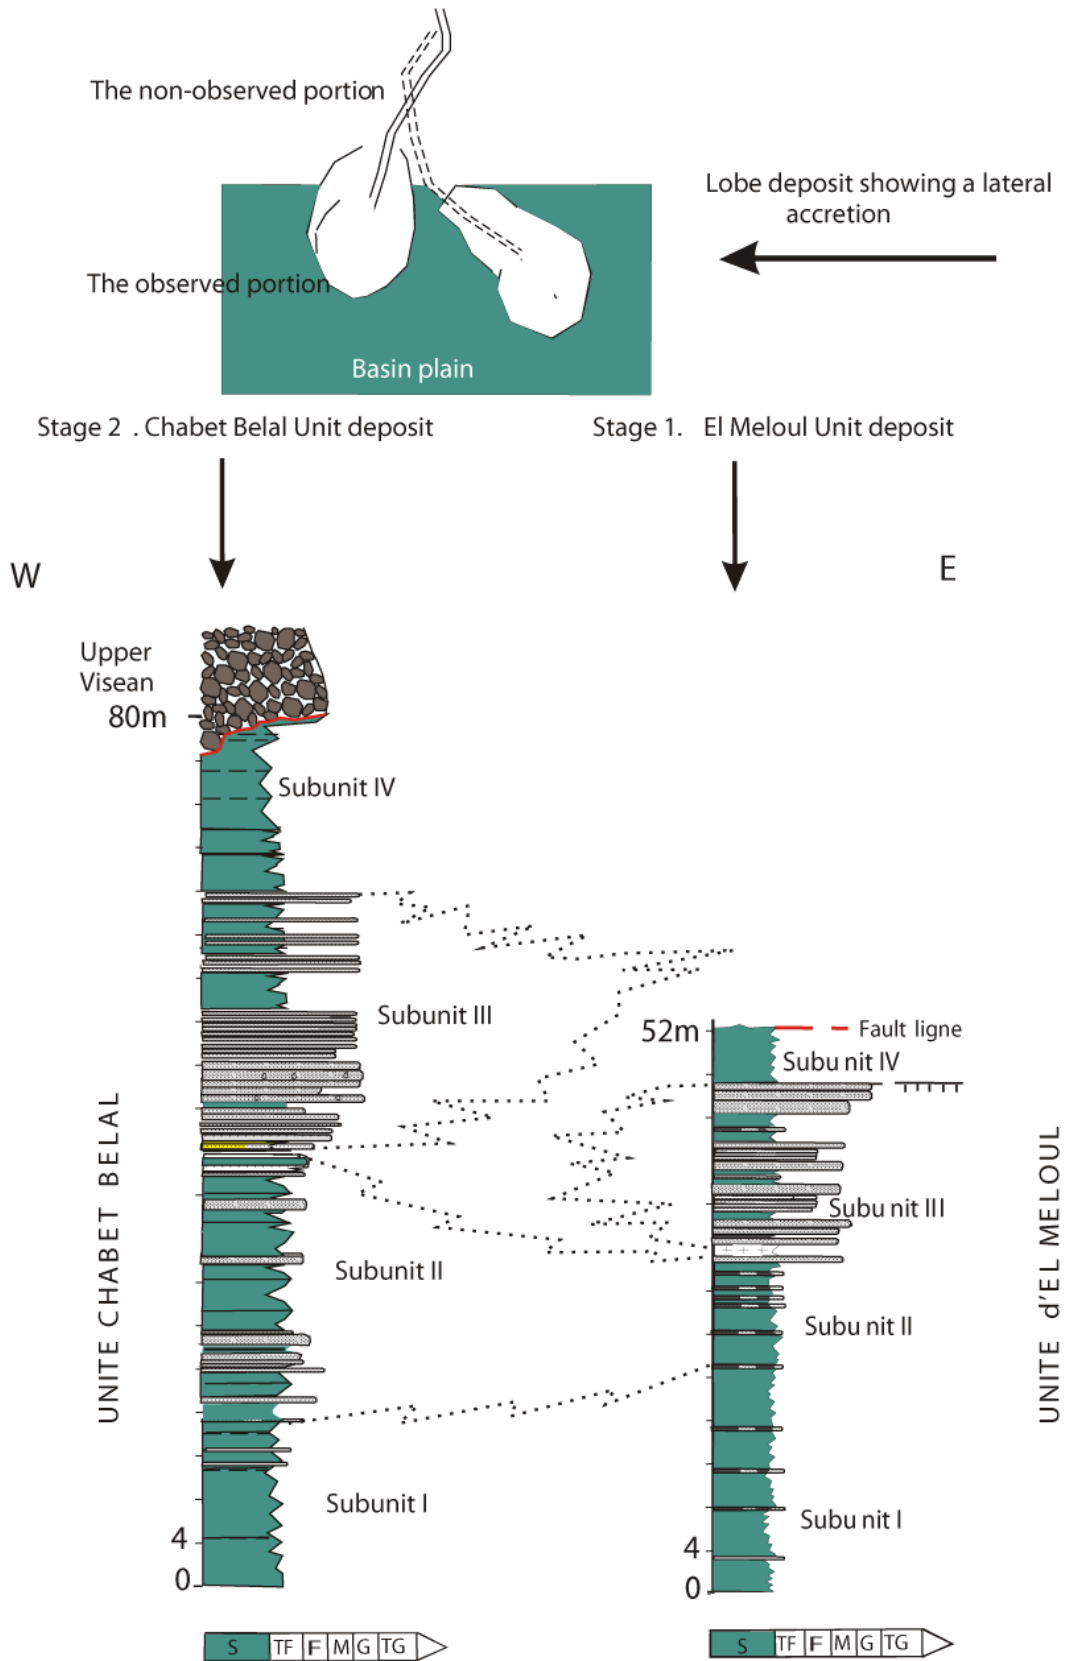 The non-observed portion
Lobe deposit showing a lateral
accretion
The observed portion
Basin plain
Stage 2 . Chabet Belal Unit deposit
Stage 1. El Meloul Unit deposit
W
E
Upper
Visean
80m
Subunit IV
Subunit III
52m
Fault ligne
Subu nit IV
UNITE CHABET BELAL
UNITE d'EL MELOUL
Subu nit III
Subunit II
Subu nit II
Subunit I
Subu nit I
4
0
4
0
S TF F M G TG
S TF F M G TG